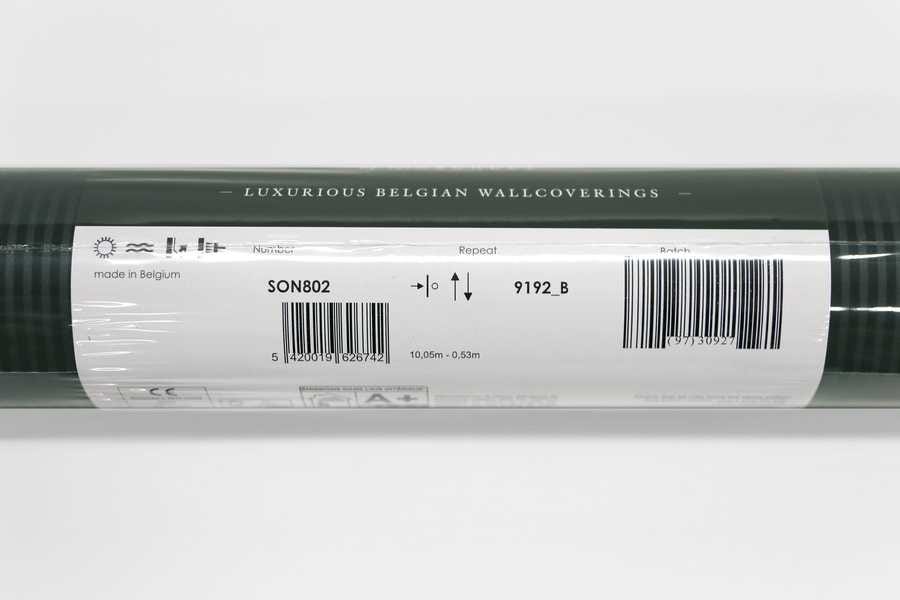 — LUXURIOUS BELGIAN WALLCOVERINGS —
Number Repeat Batch
made in Belgium
SON802 9192_B
(97)30927
5 420019 626742
10,05m - 0,53m
CE
A+